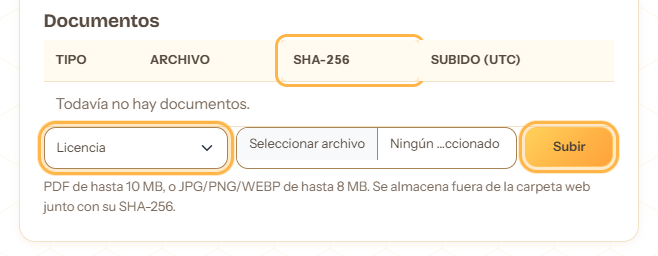 Documentos
TIPO ARCHIVO SHA-256 SUBIDO (UTC)
Todavía no hay documentos.
Licencia Seleccionar archivo Ningún ...ccionado Subir
PDF de hasta 10 MB, o JPG/PNG/WEBP de hasta 8 MB. Se almacena fuera de la carpeta web
junto con su SHA-256.